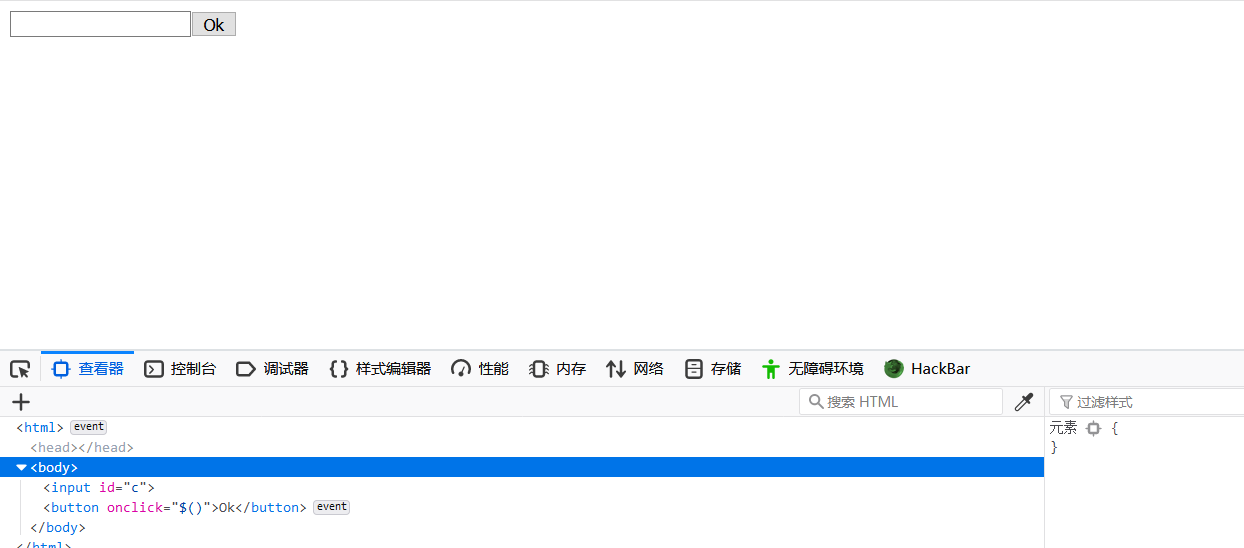 Ok
查看器 控制台 调试器 样式编辑器 性能 内存 网络 存储 无障碍环境 HackBar
搜索 HTML 过滤样式
<html> event
<head></head>
<body>
<input id="c">
<button onclick="$()">Ok</button> event
</body>
</html>
元素 {
}